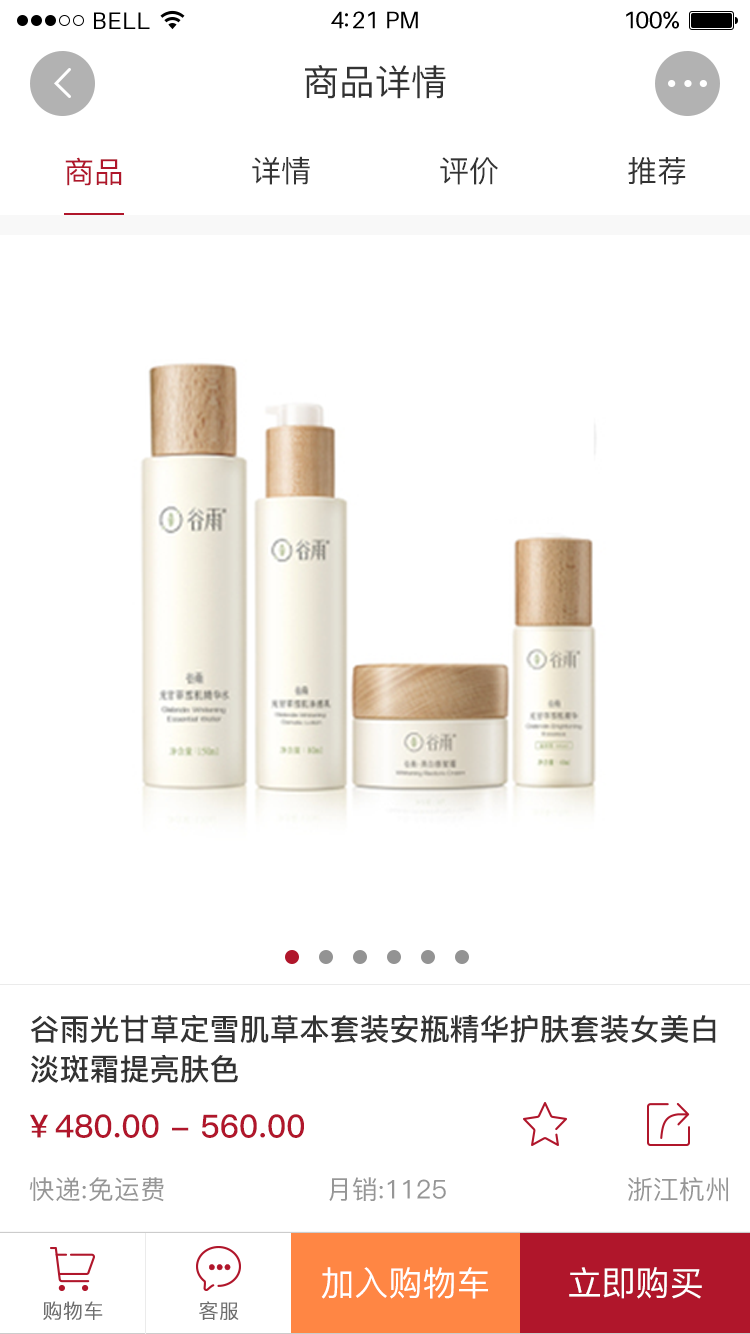 BELL
4:21 PM
100%
商品详情
商品
详情
评价
推荐
谷雨
谷雨
谷雨
谷雨
谷雨光甘草定雪肌草本套装安瓶精华护肤套装女美白
淡斑霜提亮肤色
¥ 480.00 – 560.00
快递:免运费
月销:1125
浙江杭州
购物车
客服
加入购物车
立即购买